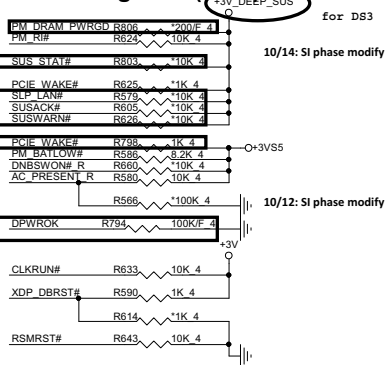 +3V_DEEP_SUS
for DS3
PM_DRAM_PWRGD R806 *200/F_4
PM_RI# R624 10K_4
10/14: SI phase modify
SUS_STAT# R803 *10K_4
PCIE_WAKE# R625 *1K_4
SLP_LAN# R579 *10K_4
SUSACK# R605 *10K_4
SUSWARN# R626 *10K_4
PCIE_WAKE# R798 1K_4
+3VS5
PM_BATLOW# R586 8.2K_4
DNBSWON#_R R660 *10K_4
AC_PRESENT_R R580 10K_4
R566 *100K_4
10/12: SI phase modify
DPWROK R794 100K/F_4
+3V
CLKRUN# R633 10K_4
XDP_DBRST# R590 1K_4
R614 *1K_4
RSMRST# R643 10K_4